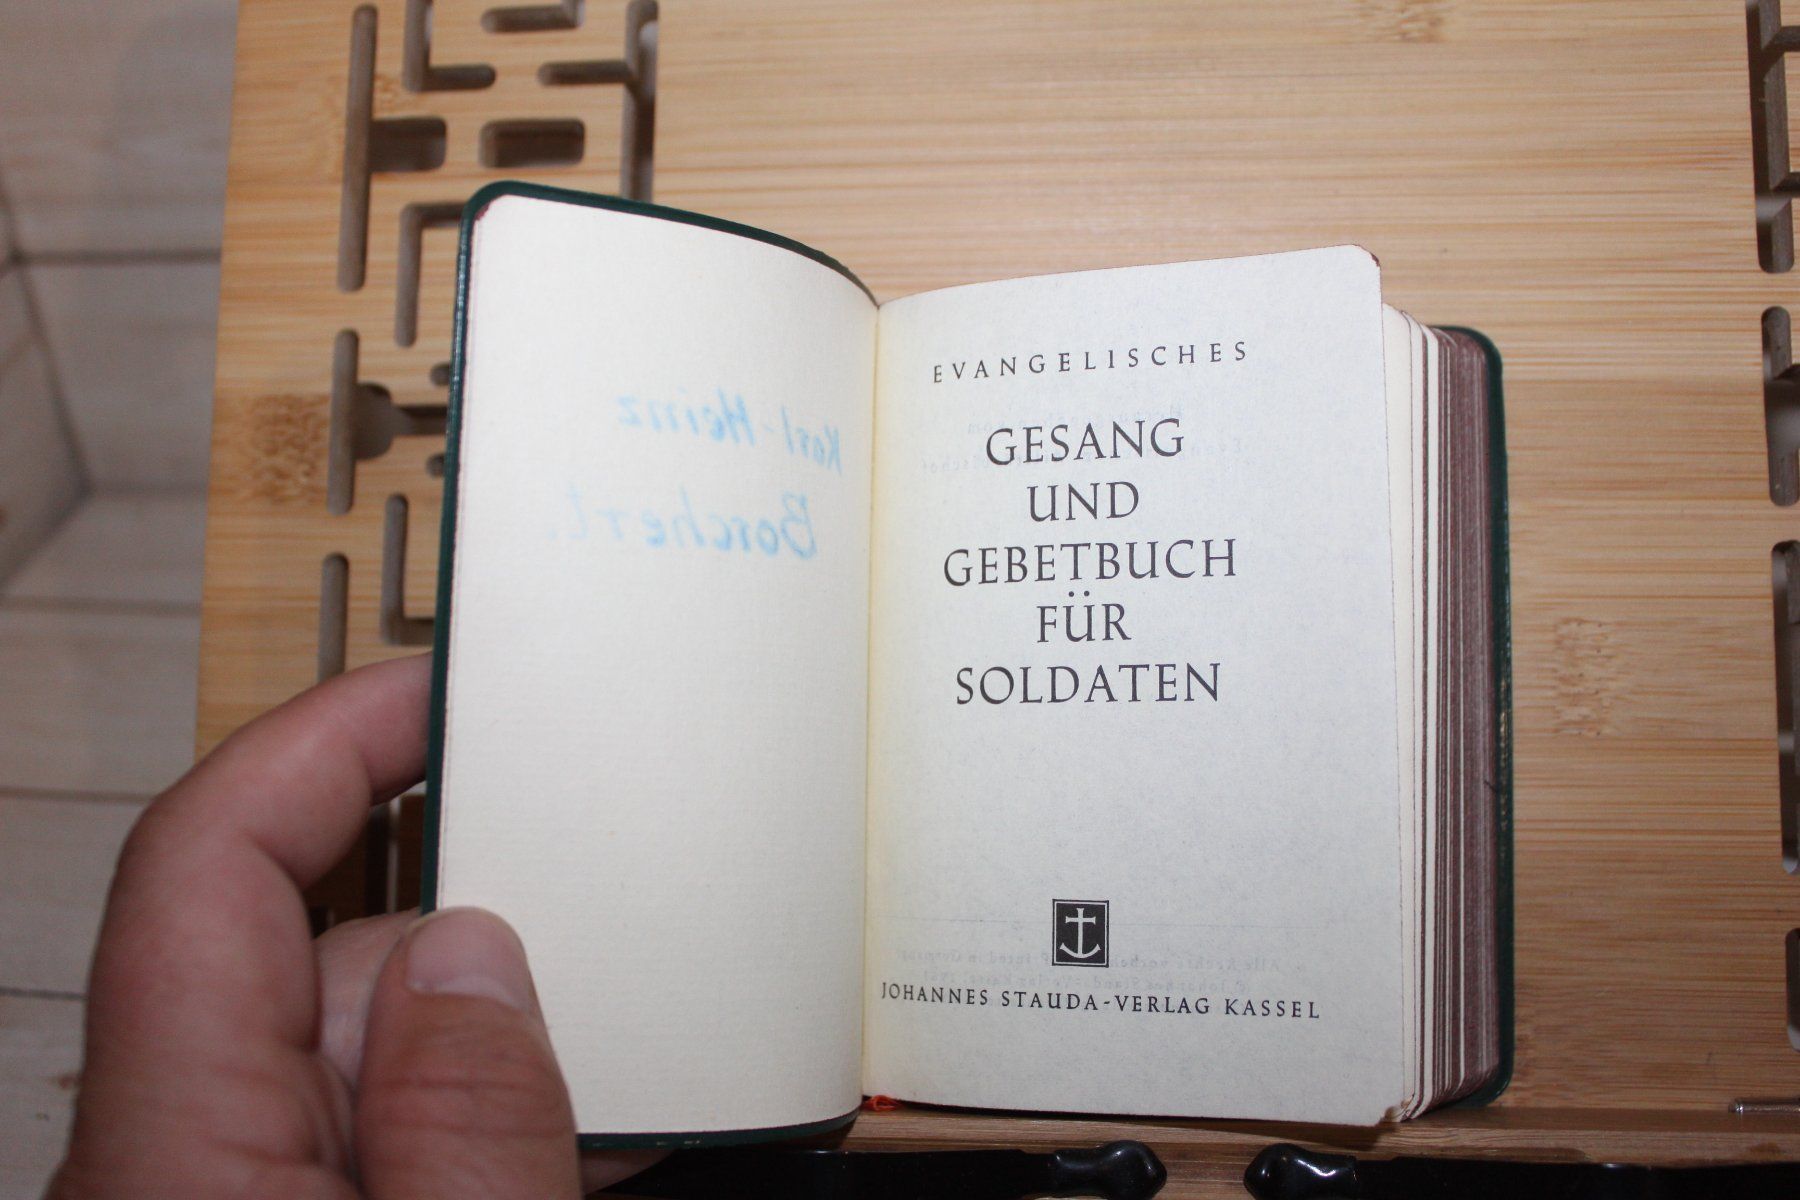 Karl-Heinz
Borchert.
EVANGELISCHES
GESANG
UND
GEBETBUCH
FÜR
SOLDATEN
JOHANNES STAUDA-VERLAG KASSEL